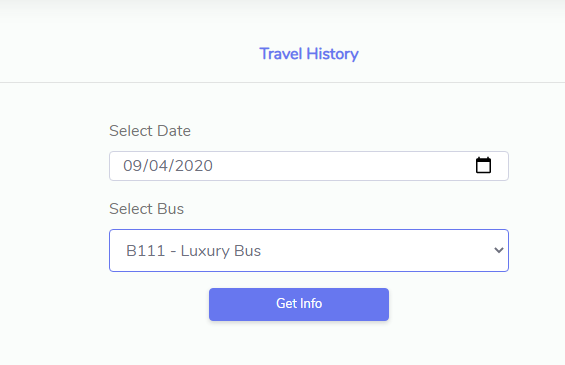 Travel History
Select Date
09/04/2020
Select Bus
B111 - Luxury Bus
Get Info